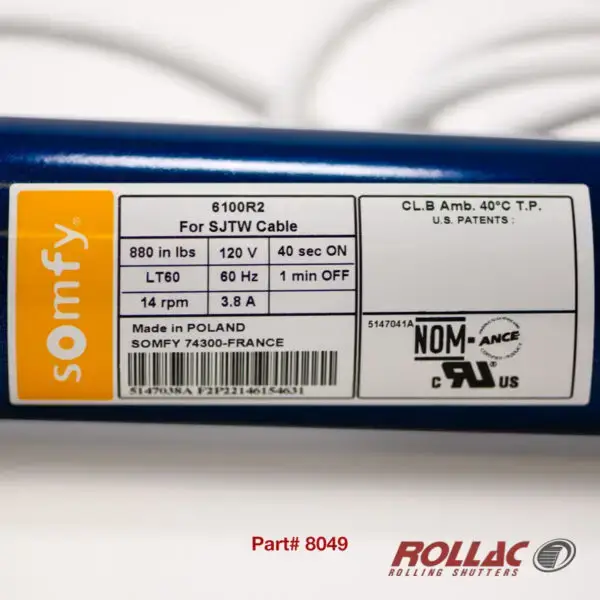 somfy
6100R2
For SJTW Cable
880 in lbs 120 V 40 sec ON
LT60 60 Hz 1 min OFF
14 rpm 3.8 A
Made in POLAND
SOMFY 74300-FRANCE
5147038A F2P22146154631
CL.B Amb. 40°C T.P.
U.S. PATENTS :
5147041A
NOM-ANCE
C RU US
Part# 8049
ROLLAC
ROLLING SHUTTERS